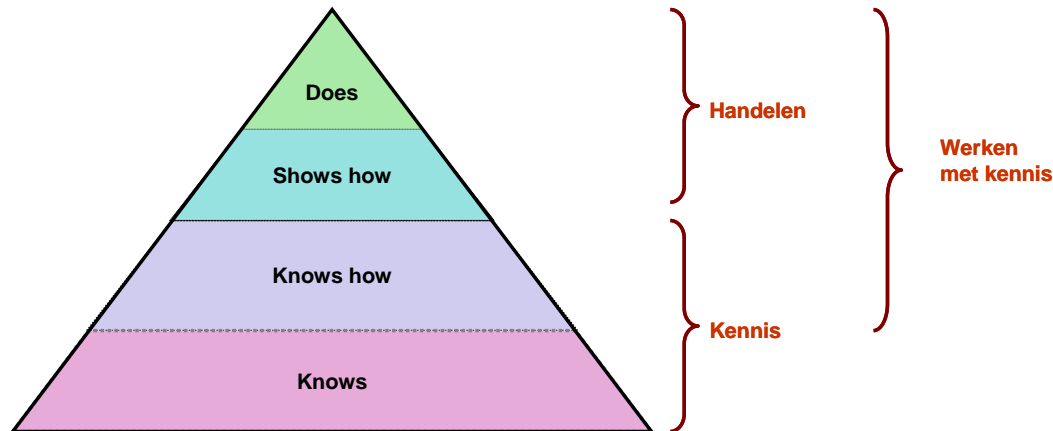 Does
Handelen
Werken
met kennis
Shows how
Knows how
Kennis
Knows